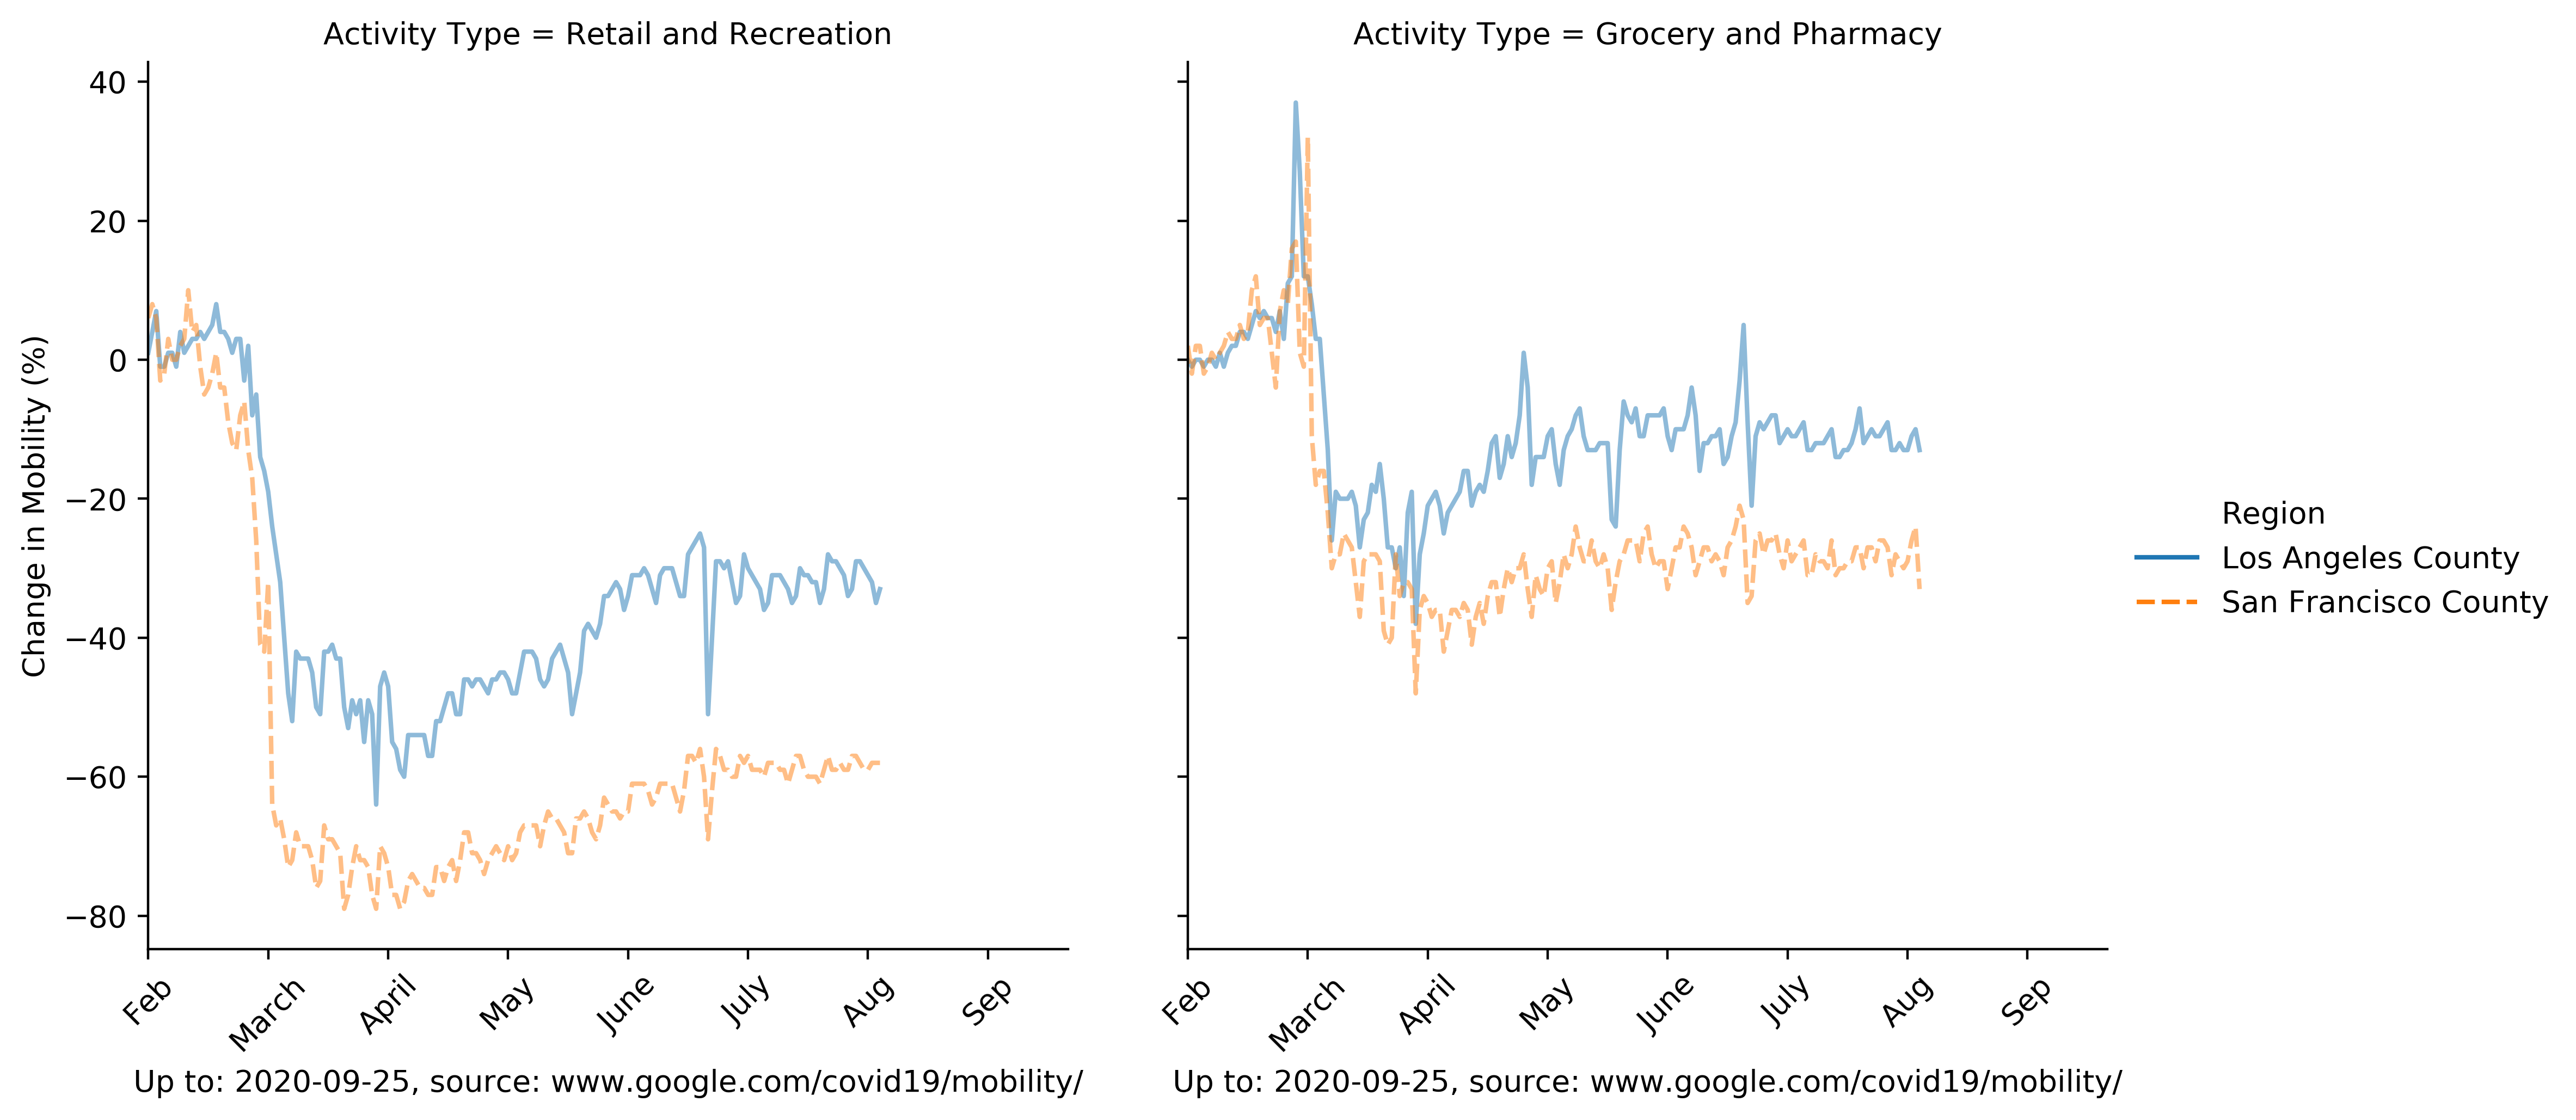 Activity Type = Retail and Recreation
Activity Type = Grocery and Pharmacy
Change in Mobility (%)
40
20
0
−20
−40
−60
−80
Feb
March
April
May
June
July
Aug
Sep
Feb
March
April
May
June
July
Aug
Sep
Up to: 2020-09-25, source: www.google.com/covid19/mobility/
Up to: 2020-09-25, source: www.google.com/covid19/mobility/
Region
Los Angeles County
San Francisco County